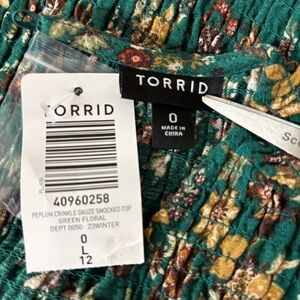 TORRID
40960258
PEPLUM CRINKLE GAUZE SMOCKED TOP
GREEN FLORAL
DEPT 0050 23WINTER
0
L
12
TORRID
0
MADE IN
CHINA